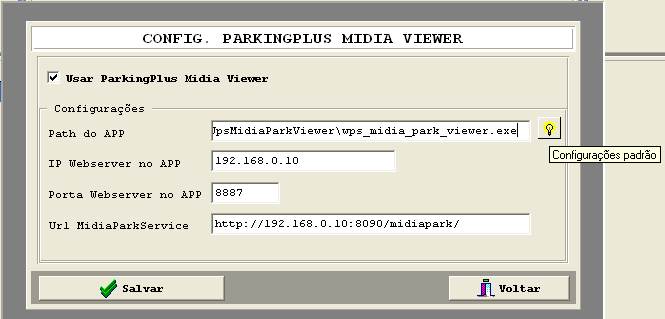 CONFIG. PARKINGPLUS MIDIA VIEWER
Usar ParkingPlus Midia Viewer
Configurações
Path do APP
JpsMidiaParkViewer\wps_midia_park_viewer.exe
Configurações padrão
IP Webserver no APP
192.168.0.10
Porta Webserver no APP
8887
Url MidiaParkService
http://192.168.0.10:8090/midiapark/
Salvar
Voltar